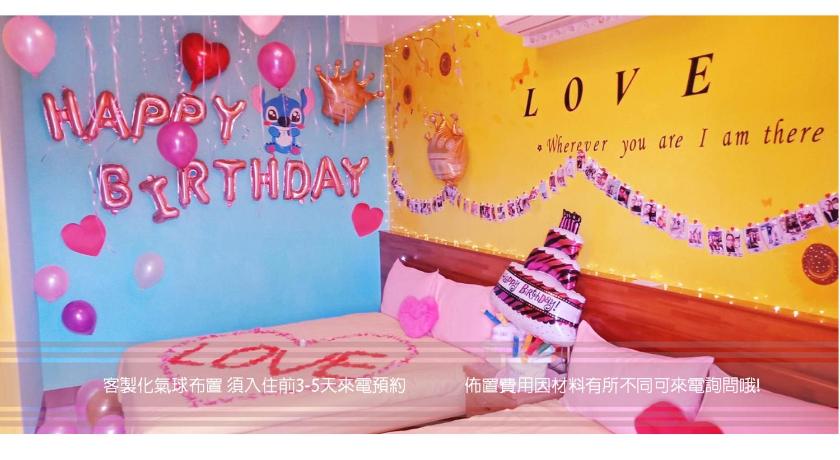 HAPPY
BIRTHDAY
LOVE
Wherever you are I am there
HAPPY BIRTHDAY!
LOVE
客製化氣球布置 須入住前3-5天來電預約
佈置費用因材料有所不同可來電詢問哦!